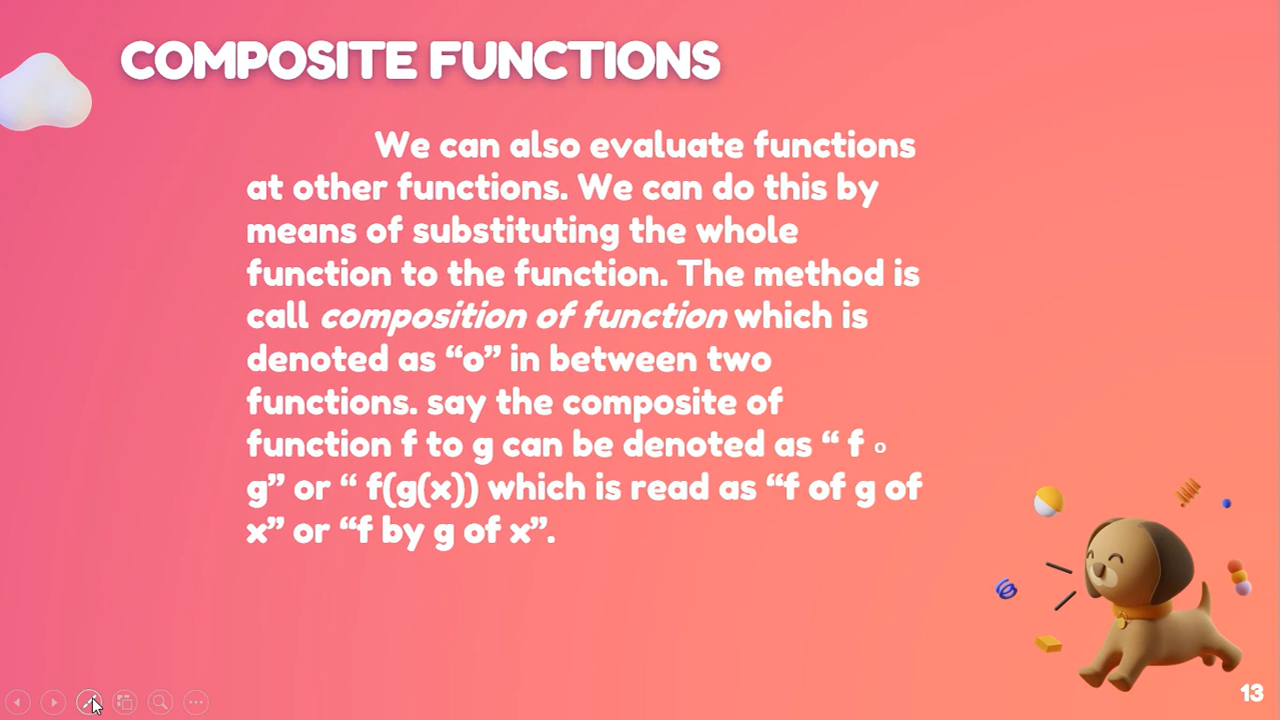 COMPOSITE FUNCTIONS
We can also evaluate functions
at other functions. We can do this by
means of substituting the whole
function to the function. The method is
call composition of function which is
denoted as “o” in between two
functions. say the composite of
function f to g can be denoted as “ f ∘
g” or “ f(g(x)) which is read as “f of g of
x” or “f by g of x”.
13